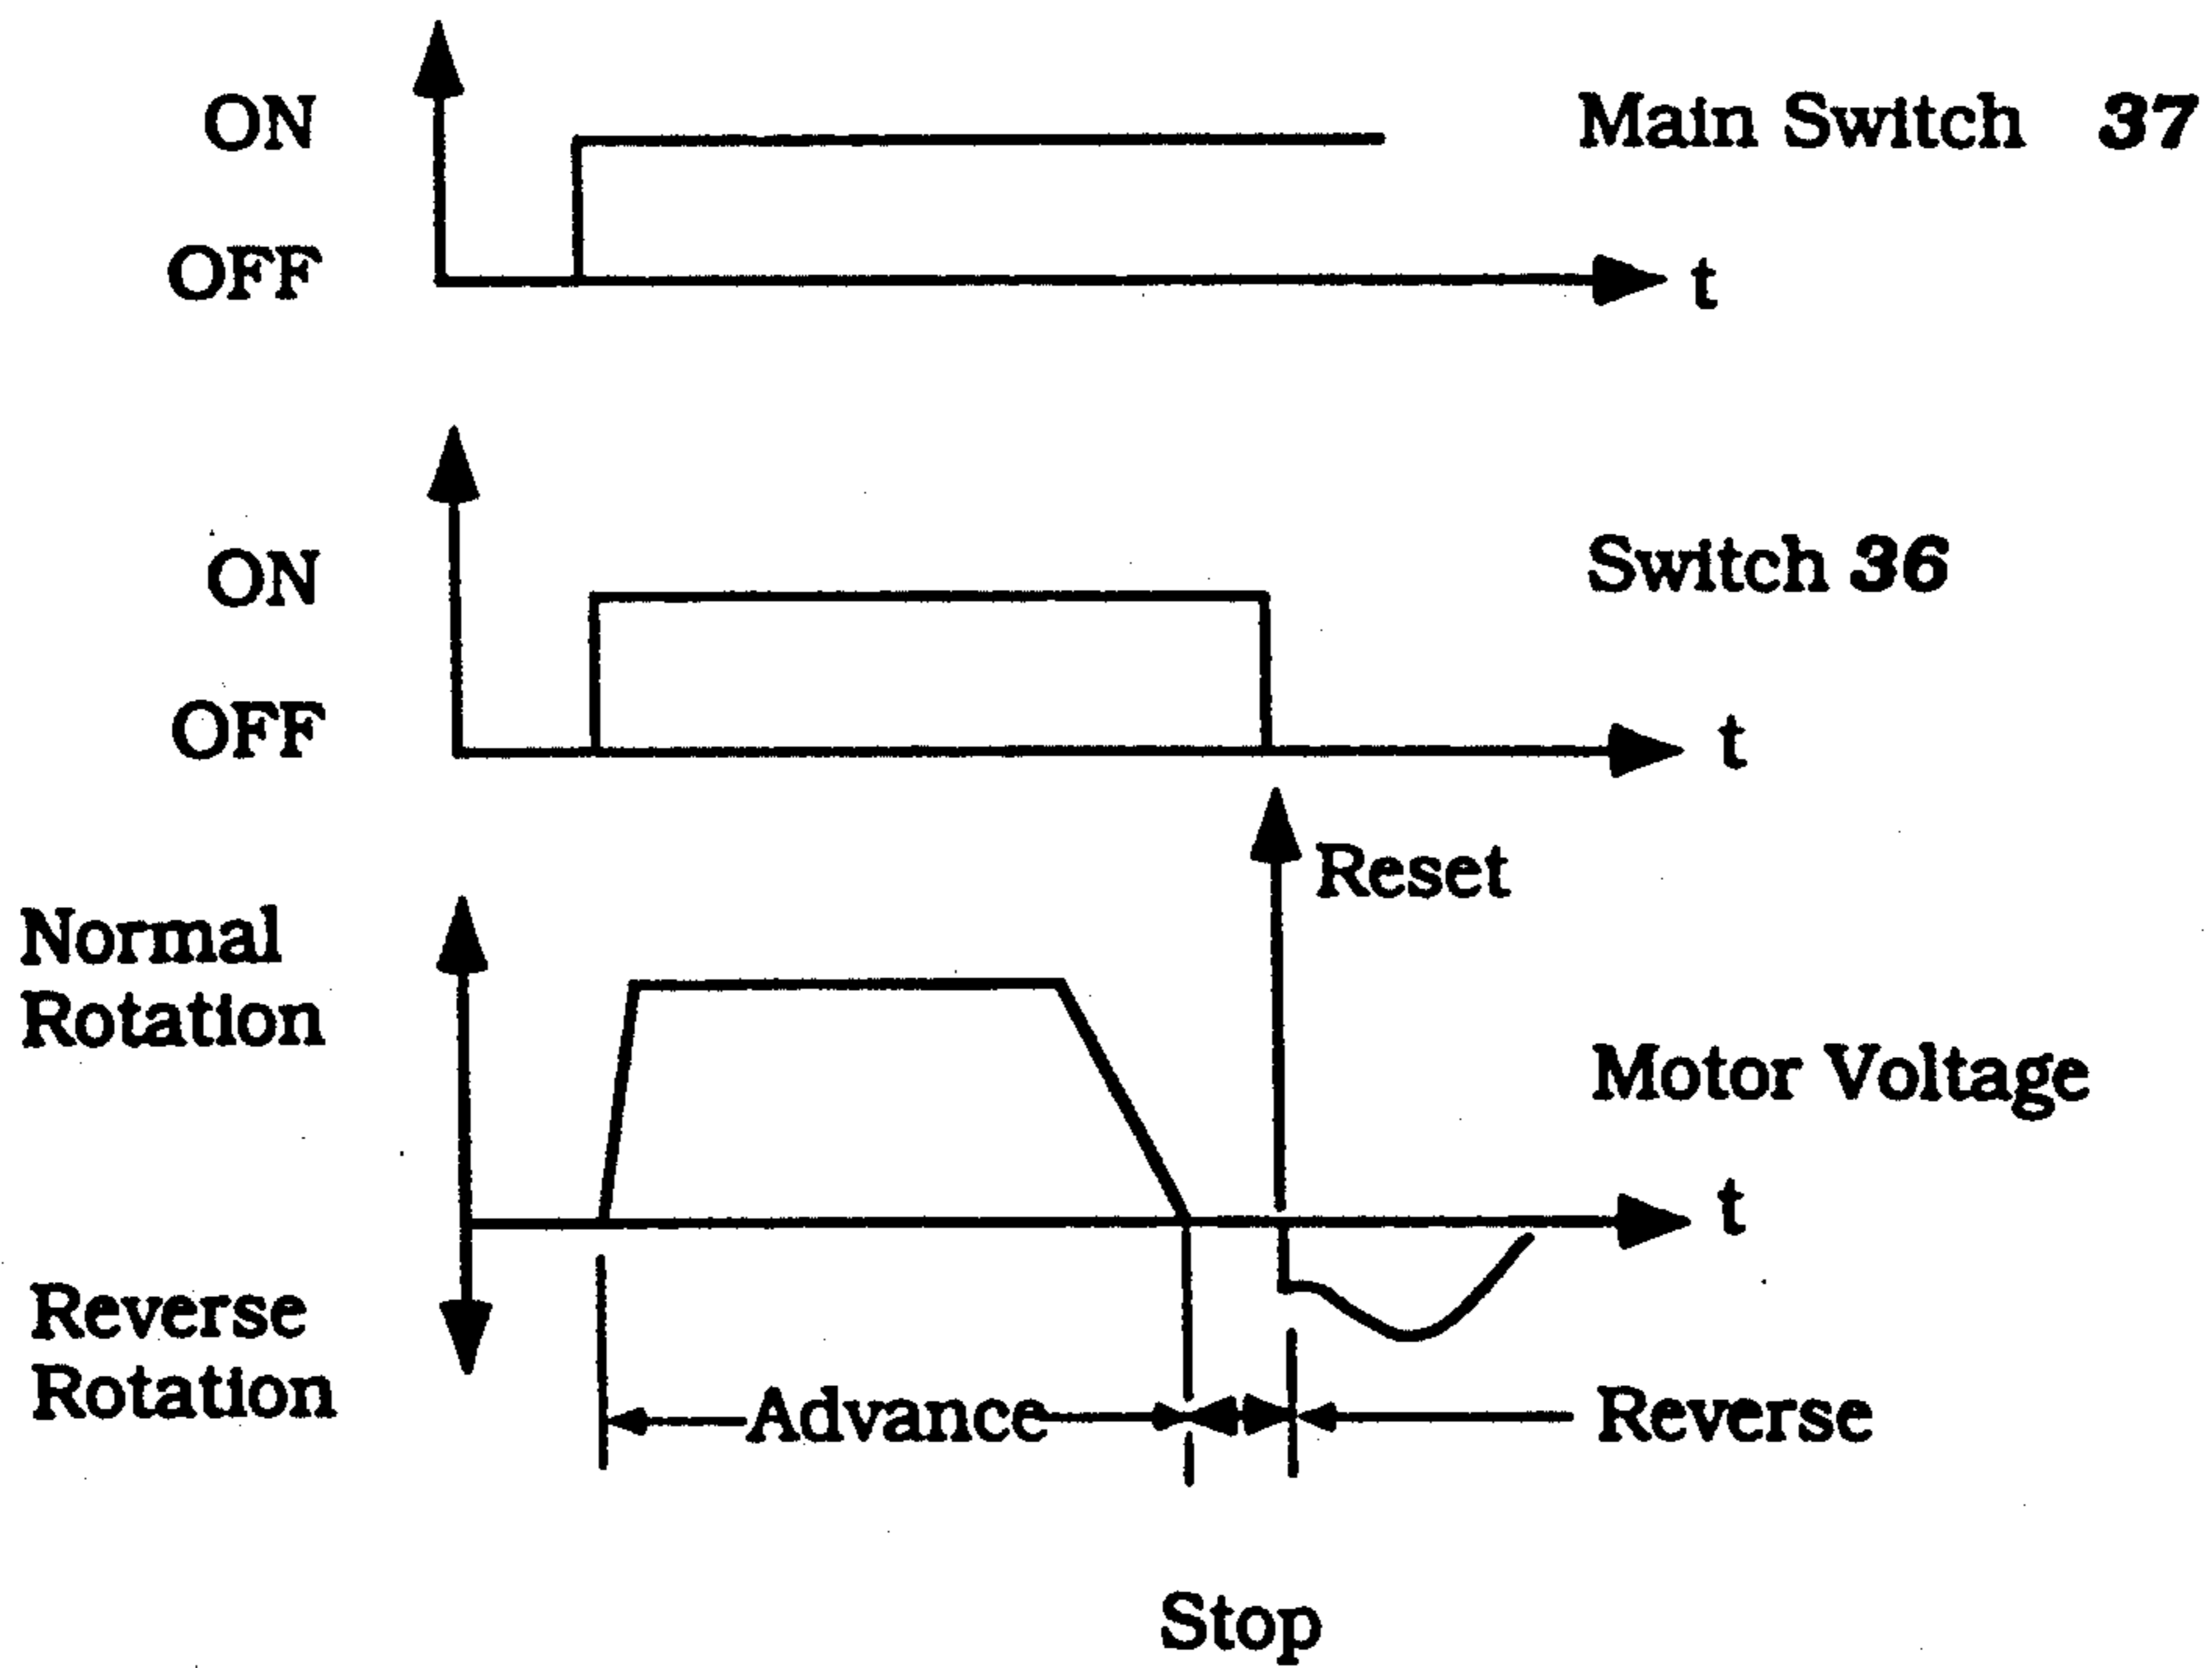 ON
Main Switch 37
OFF
t
ON
Switch 36
OFF
t
Reset
Normal
Rotation
Motor Voltage
t
Reverse
Rotation
Advance
Reverse
Stop